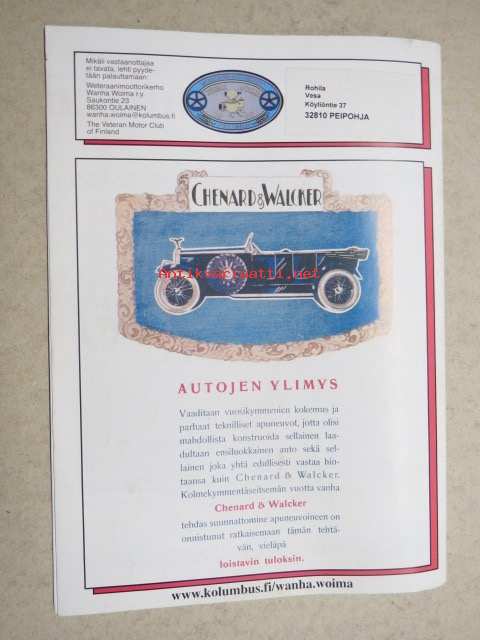 Mikäli vastaanottajaa
ei tavata, lehti pyyde-
tään palauttamaan:
Veteraanimoottorikerho
Wanha Woima r.y.
Saukontie 23
86300 OULAINEN
wanha.woima@kolumbus.fi
The Veteran Motor Club
of Finland
Rohila
Vesa
Köyliöntie 37
32810 PEIPOHJA
CHENARD & WALCKER
Antikvariaatti.net
AUTOJEN YLIMYS
Vaaditaan vuosikymmenien kokemus ja
parhaat teknilliset apuneuvot, jotta olisi
mahdollista konstruoida sellainen laa-
dultaan ensiluokkainen auto sekä sel-
lainen joka yhtä edullisesti vastaa hin-
taansa kuin Chenard & Walcker.
Kolmekymmentäseitsemän vuotta vanha
Chenard & Walcker
tehdas suunnattomine apuneuvoineen on
onnistunut ratkaisemaan tämän tehtä-
vän, vieläpä
loistavin tuloksin.
www.kolumbus.fi/wanha.woima